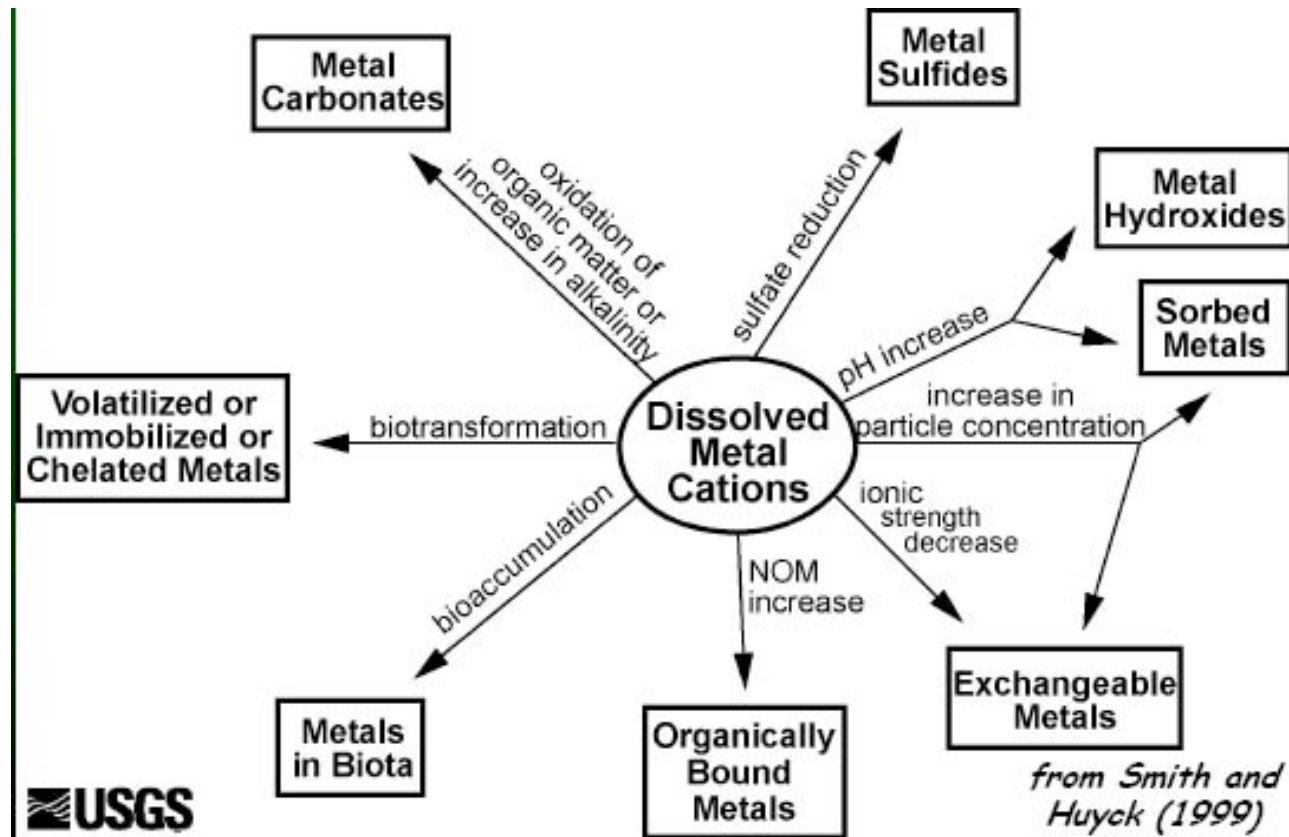 Metal
Carbonates
Metal
Sulfides
Metal
Hydroxides
Sorbed
Metals
oxidation of
organic matter or
increase in alkalinity
sulfate reduction
pH increase
increase in
particle concentration
Volatilized or
Immobilized or
Chelated Metals
biotransformation
Dissolved
Metal
Cations
ionic
strength
decrease
bioaccumulation
NOM
increase
Metals
in Biota
Organically
Bound
Metals
Exchangeable
Metals
USGS
from Smith and
Huyck (1999)